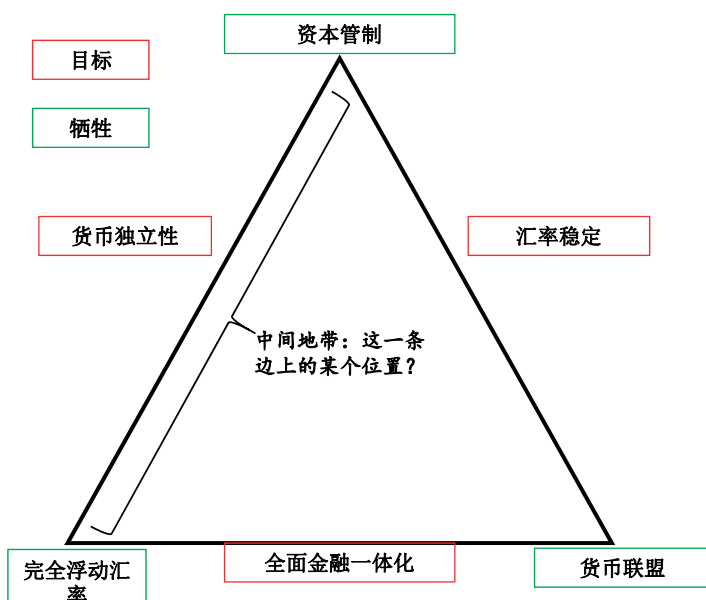 资本管制
目标
牺牲
货币独立性
汇率稳定
中间地带：这一条
边上的某个位置？
全面金融一体化
完全浮动汇
率
货币联盟